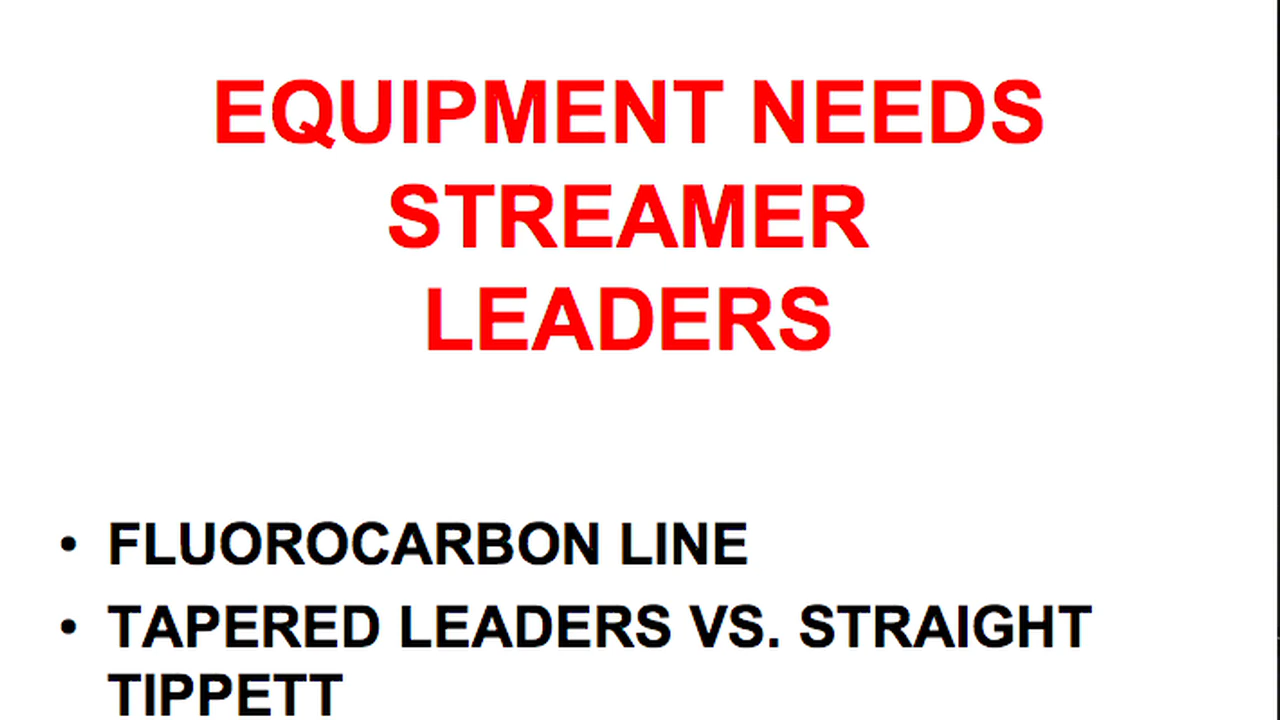 EQUIPMENT NEEDS
STREAMER
LEADERS
• FLUOROCARBON LINE
• TAPERED LEADERS VS. STRAIGHT
TIPPETT